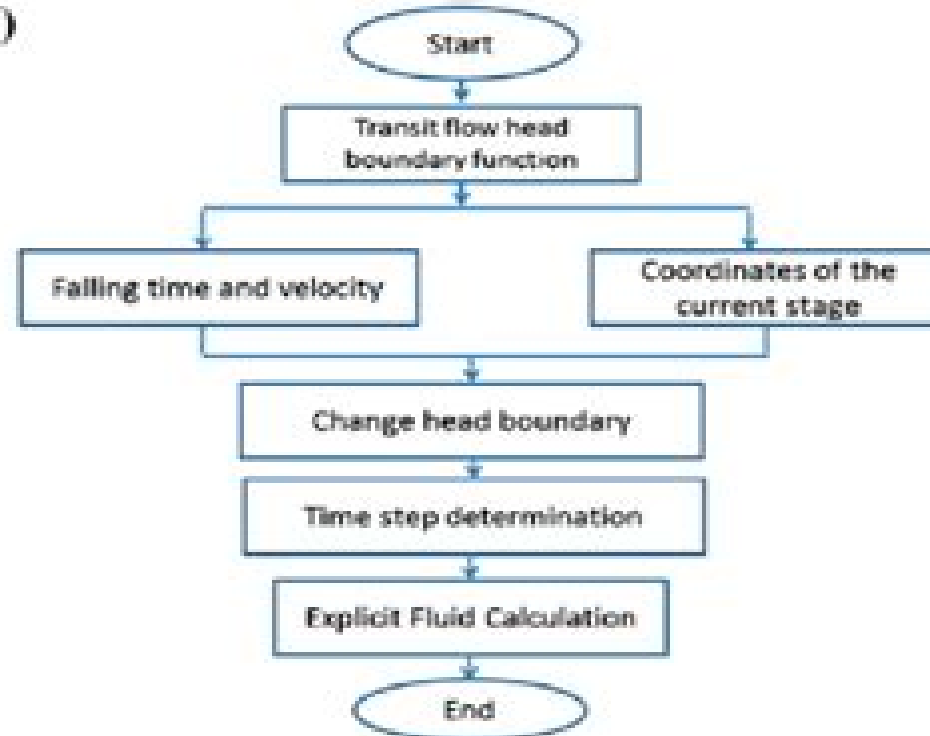 )
Start
Transit flow head
boundary function
Falling time and velocity
Coordinates of the
current stage
Change head boundary
Time step determination
Explicit Fluid Calculation
End